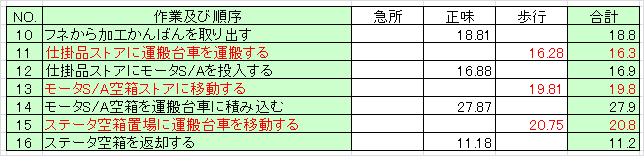 NO. 作業及び順序 急所 正味 歩行 合計
10 フネから加工かんばんを取り出す 18.81 18.8
11 仕掛品ストアに運搬台車を運搬する 16.28 16.3
12 仕掛品ストアにモータS/Aを投入する 16.88 16.9
13 モータS/A空箱ストアに移動する 19.81 19.8
14 モータS/A空箱を運搬台車に積み込む 27.87 27.9
15 ステータ空箱置場に運搬台車を移動する 20.75 20.8
16 ステータ空箱を返却する 11.18 11.2